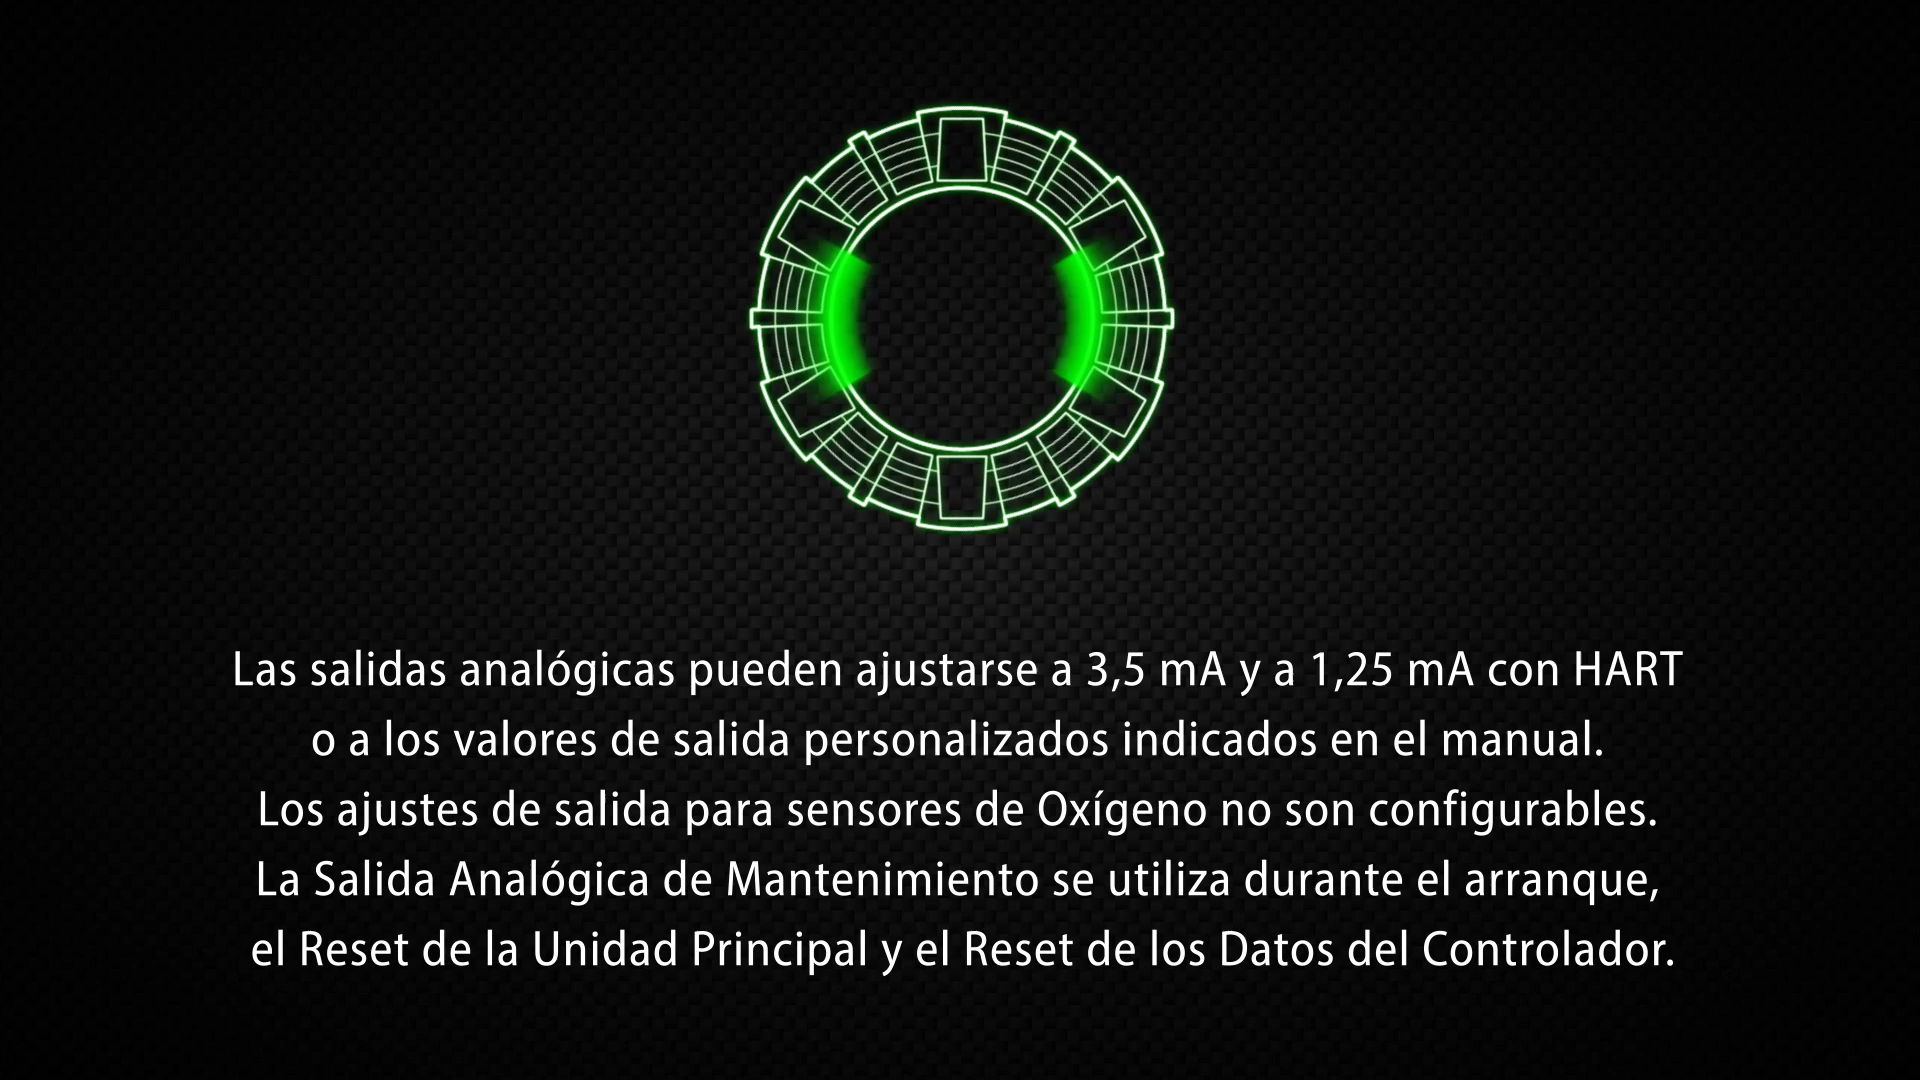 Las salidas analógicas pueden ajustarse a 3,5 mA y a 1,25 mA con HART
o a los valores de salida personalizados indicados en el manual.
Los ajustes de salida para sensores de Oxígeno no son configurables.
La Salida Analógica de Mantenimiento se utiliza durante el arranque,
el Reset de la Unidad Principal y el Reset de los Datos del Controlador.